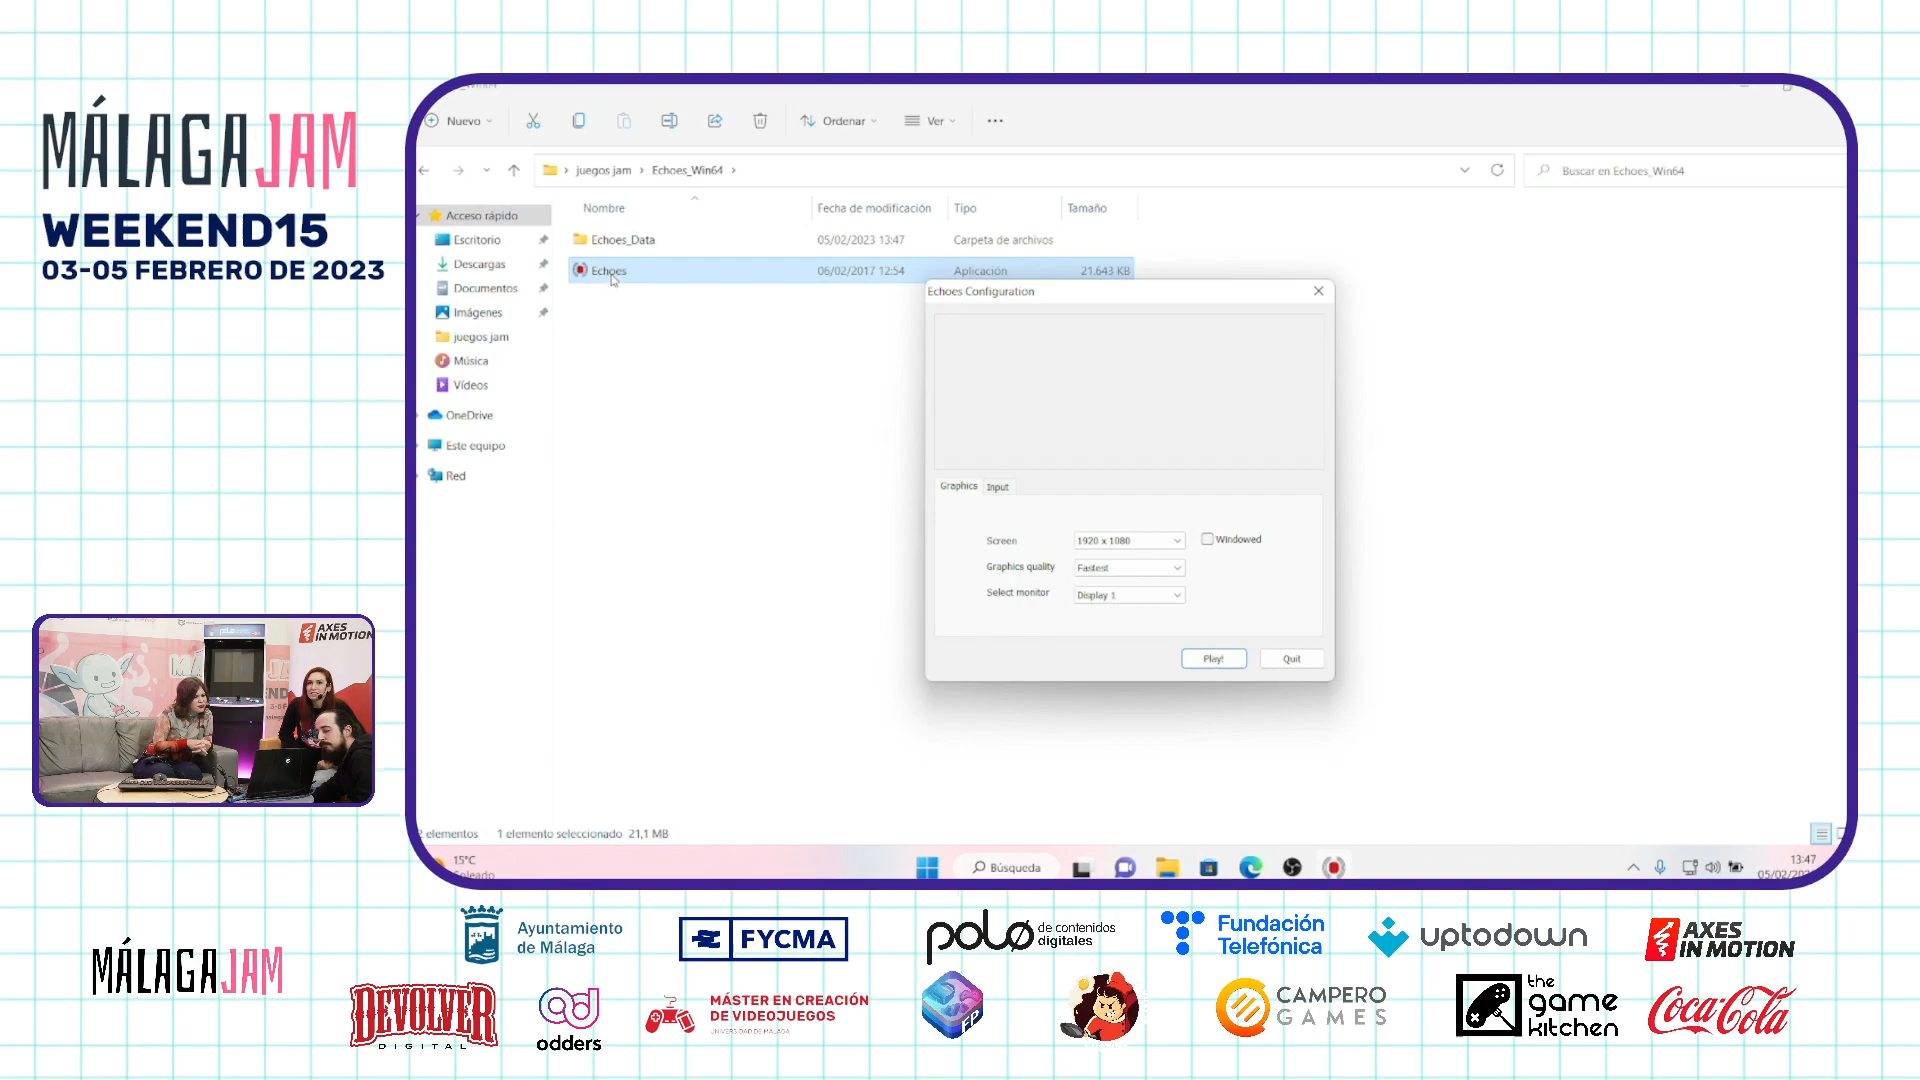 MÁLAGAJAM
WEEKEND15
03-05 FEBRERO DE 2023
Nuevo
Ordenar
Ver
juegos jam
Echoes_Win64
Buscar en Echoes_Win64
Nombre
Fecha de modificación
Tipo
Tamaño
Acceso rápido
Escritorio
Descargas
Documentos
Imágenes
juegos jam
Música
Vídeos
OneDrive
Este equipo
Red
Echoes_Data
05/02/2023 13:47
Carpeta de archivos
Echoes
06/02/2017 12:54
Aplicación
21.643 KB
Echoes Configuration
Graphics
Input
Screen
1920 x 1080
Windowed
Graphics quality
Fastest
Select monitor
Display 1
Play!
Quit
AXES
IN MOTION
elementos
1 elemento seleccionado 21,1 MB
15°C
Soleado
Búsqueda
13:47
MÁLAGAJAM
Ayuntamiento
de Málaga
FYCMA
polo de contenidos
digitales
Fundación
Telefónica
uptodown
AXES
IN MOTION
DEVOLVER
DIGITAL
odders
MÁSTER EN CREACIÓN
DE VIDEOJUEGOS
UNIVERSIDAD DE MÁLAGA
FP
CAMPERO
GAMES
the
game
kitchen
Coca-Cola